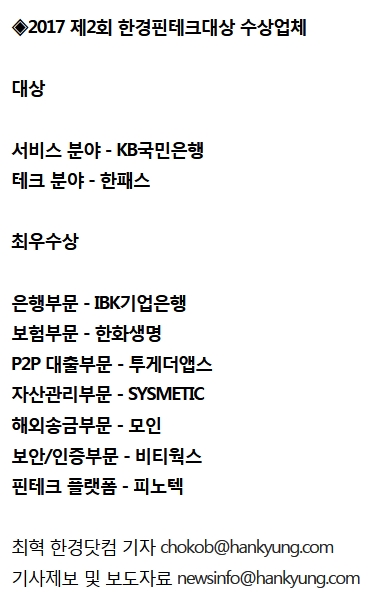 ◈2017 제2회 한경핀테크대상 수상업체
대상
서비스 분야 - KB국민은행
테크 분야 - 한패스
최우수상
은행부문 - IBK기업은행
보험부문 - 한화생명
P2P 대출부문 - 투게더앱스
자산관리부문 - SYSMETIC
해외송금부문 - 모인
보안/인증부문 - 비티웍스
핀테크 플랫폼 - 피노텍
최혁 한경닷컴 기자 chokob@hankyung.com
기사제보 및 보도자료 newsinfo@hankyung.com